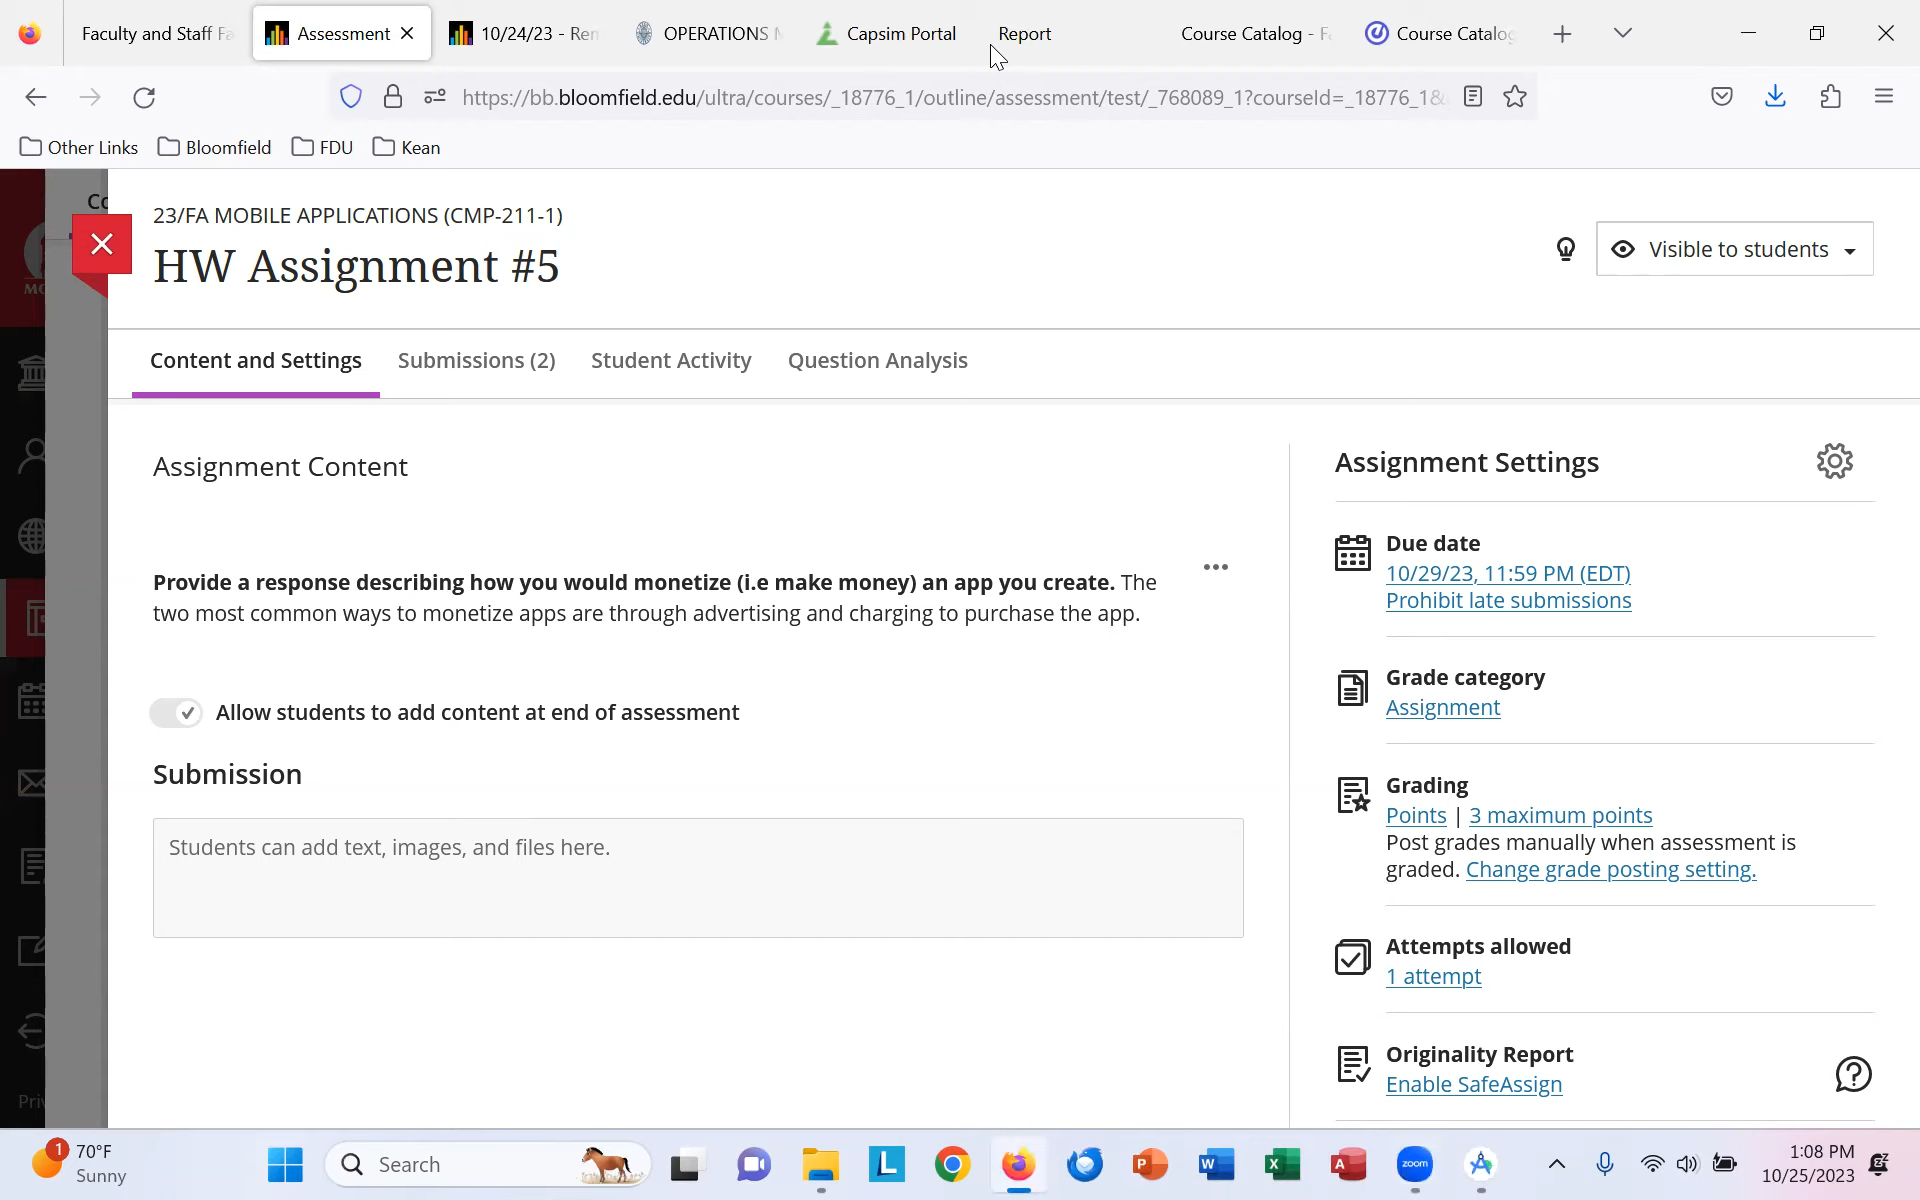 Faculty and Staff Fa
Assessment
10/24/23 - Rem
OPERATIONS M
Capsim Portal
Report
Course Catalog - F
Course Catalog
https://bb.bloomfield.edu/ultra/courses/_18776_1/outline/assessment/test/_768089_1?courseId=_18776_1&
Other Links
Bloomfield
FDU
Kean
Co
23/FA MOBILE APPLICATIONS (CMP-211-1)
HW Assignment #5
Visible to students
MO
Content and Settings
Submissions (2)
Student Activity
Question Analysis
Assignment Content
Provide a response describing how you would monetize (i.e make money) an app you create. The
two most common ways to monetize apps are through advertising and charging to purchase the app.
Allow students to add content at end of assessment
Submission
Students can add text, images, and files here.
Assignment Settings
Due date
10/29/23, 11:59 PM (EDT)
Prohibit late submissions
Grade category
Assignment
Grading
Points | 3 maximum points
Post grades manually when assessment is
graded. Change grade posting setting.
Attempts allowed
1 attempt
Originality Report
Enable SafeAssign
Priv
1
70°F
Sunny
Search
L
P
W
X
A
zoom
1:08 PM
10/25/2023